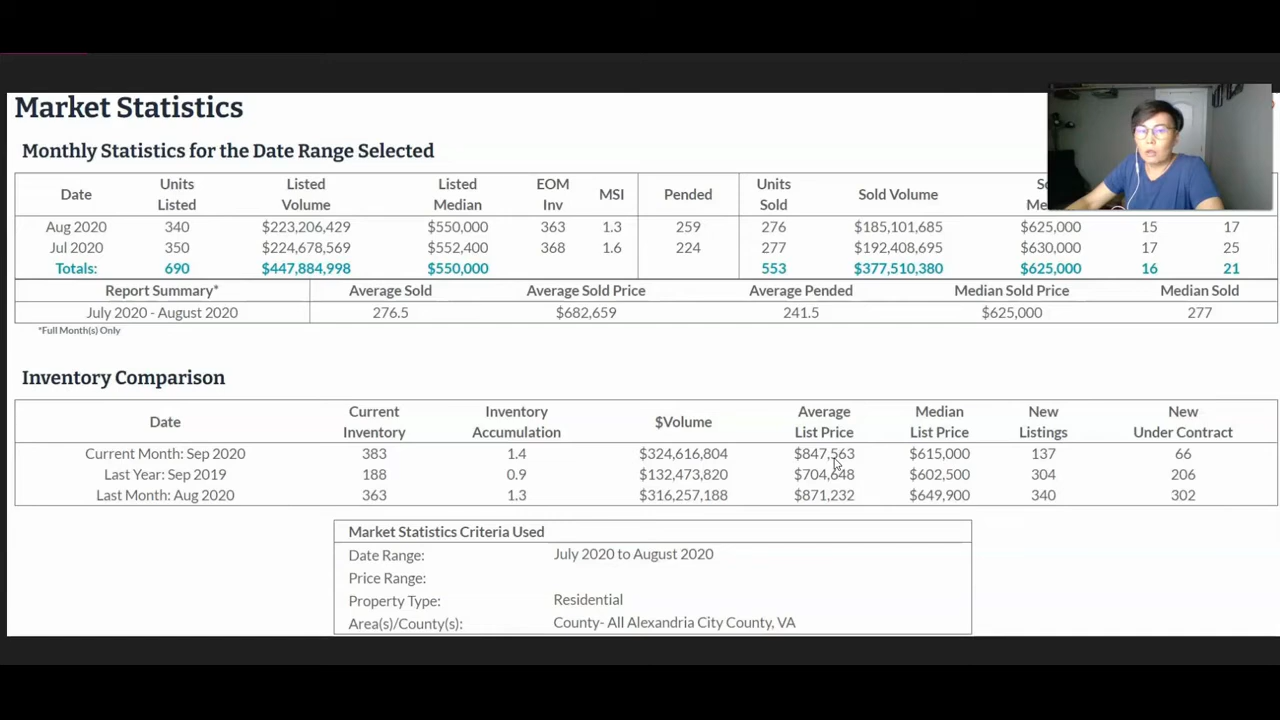 Market Statistics
Monthly Statistics for the Date Range Selected
Date Units Listed Listed Volume Listed Median EOM Inv MSI Pended Units Sold Sold Volume
Aug 2020 340 $223,206,429 $550,000 363 1.3 259 276 $185,101,685 $625,000 15 17
Jul 2020 350 $224,678,569 $552,400 368 1.6 224 277 $192,408,695 $630,000 17 25
Totals: 690 $447,884,998 $550,000 553 $377,510,380 $625,000 16 21
Report Summary* Average Sold Average Sold Price Average Pended Median Sold Price Median Sold
July 2020 - August 2020 276.5 $682,659 241.5 $625,000 277
*Full Month(s) Only
Inventory Comparison
Date Current Inventory Inventory Accumulation $Volume Average List Price Median List Price New Listings New Under Contract
Current Month: Sep 2020 383 1.4 $324,616,804 $847,563 $615,000 137 66
Last Year: Sep 2019 188 0.9 $132,473,820 $704,648 $602,500 304 206
Last Month: Aug 2020 363 1.3 $316,257,188 $871,232 $649,900 340 302
Market Statistics Criteria Used
Date Range: July 2020 to August 2020
Price Range:
Property Type: Residential
Area(s)/County(s): County- All Alexandria City County, VA